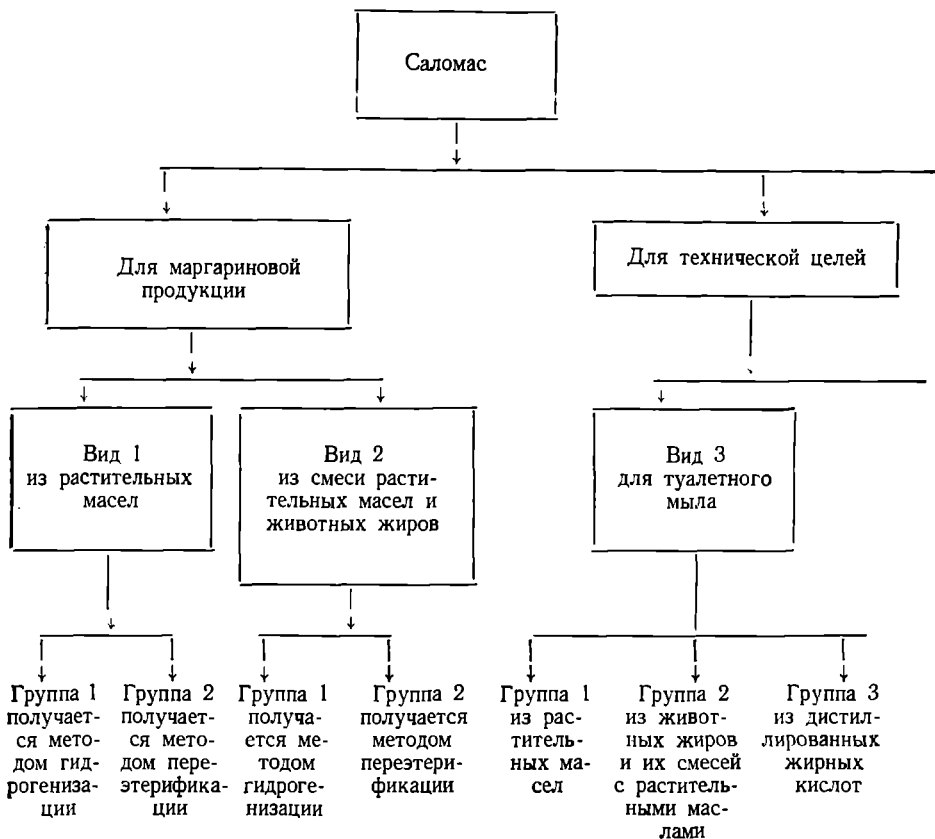 Саломас
Для маргариновой
продукции
Для технической целей
Вид 1
из растительных
масел
Вид 2
из смеси расти-
тельных масел и
животных жиров
Вид 3
для туалетного
мыла
Группа 1
получает-
ся мето-
дом гид-
рогениза-
ции
Группа 2
получает-
ся мето-
дом пере-
этерифика-
ции
Группа 1
получа-
ется ме-
тодом
гидроге-
низации
Группа 2
получается
методом
переэтери-
фикации
Группа 1
из рас-
титель-
ных ма-
сел
Группа 2
из живот-
ных жиров
и их смесей
с раститель-
ными мас-
лами
Группа 3
из дистил-
лированных
жирных
кислот